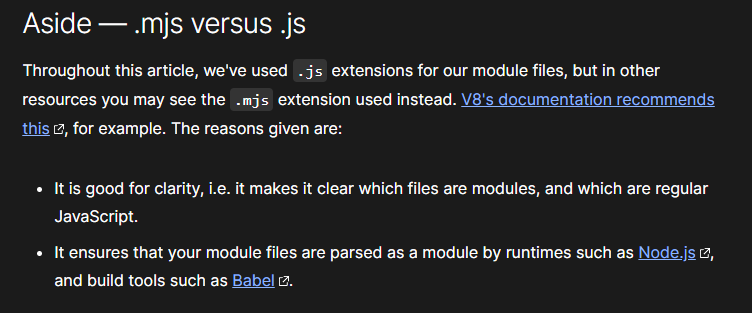 Aside — .mjs versus .js
Throughout this article, we've used .js extensions for our module files, but in other
resources you may see the .mjs extension used instead. V8's documentation recommends
this, for example. The reasons given are:
• It is good for clarity, i.e. it makes it clear which files are modules, and which are regular
JavaScript.
• It ensures that your module files are parsed as a module by runtimes such as Node.js,
and build tools such as Babel.